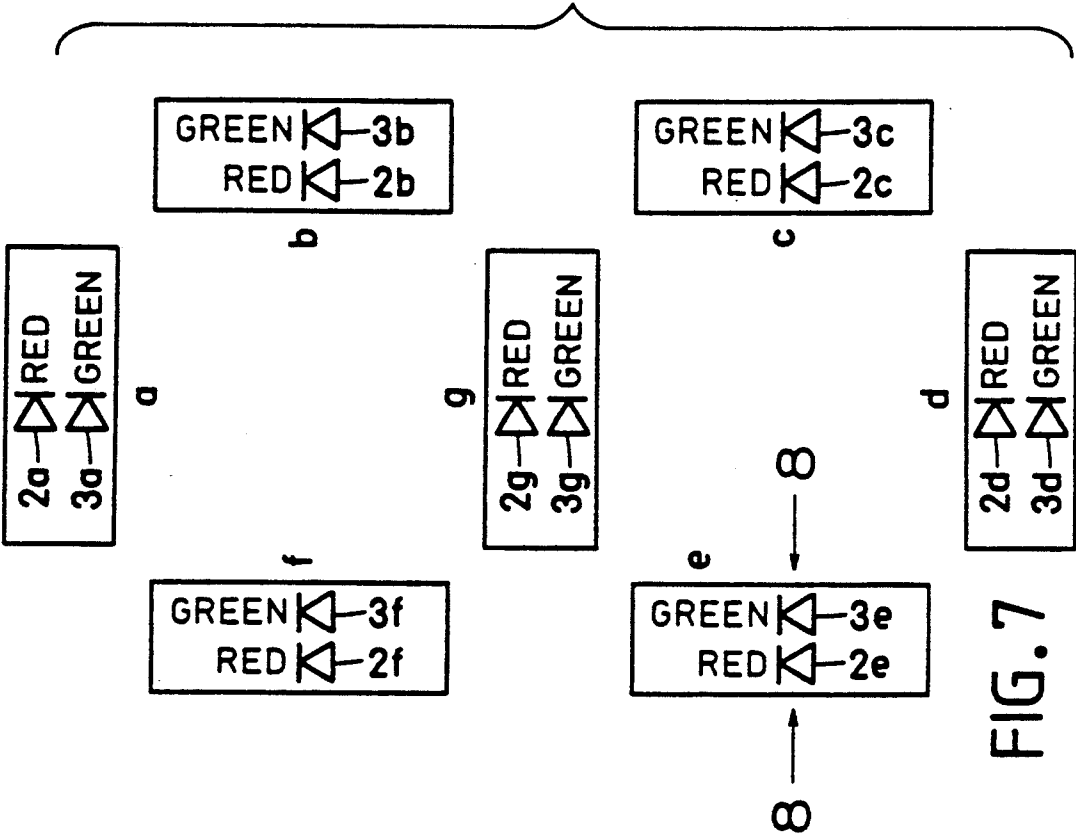 GREEN 3b
RED 2b
b
2a RED
3a GREEN
a
GREEN 3f
RED 2f
f
2g RED
3g GREEN
g
GREEN 3c
RED 2c
c
GREEN 3e
RED 2e
e
8
8
2d RED
3d GREEN
d
FIG. 7